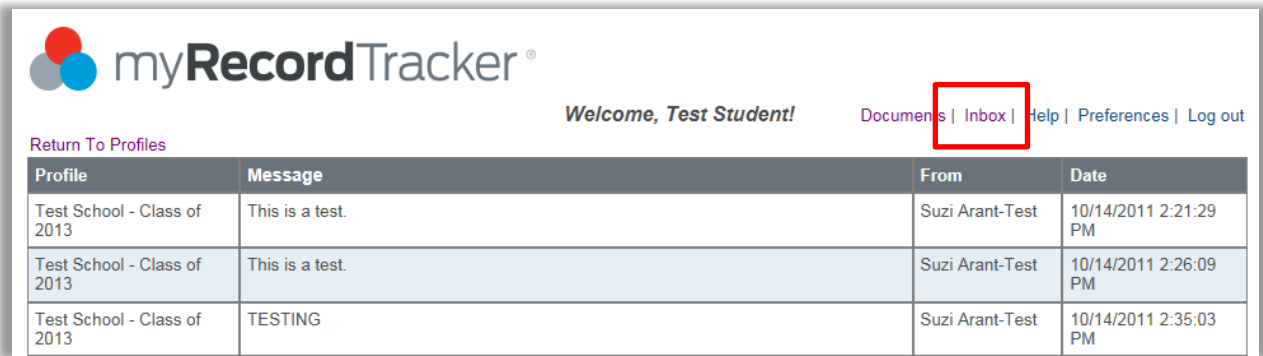 myRecordTracker ®
Welcome, Test Student! Documents | Inbox | Help | Preferences | Log out
Return To Profiles
Profile Message From Date
Test School - Class of 2013 This is a test. Suzi Arant-Test 10/14/2011 2:21:29 PM
Test School - Class of 2013 This is a test. Suzi Arant-Test 10/14/2011 2:26:09 PM
Test School - Class of 2013 TESTING Suzi Arant-Test 10/14/2011 2:35:03 PM